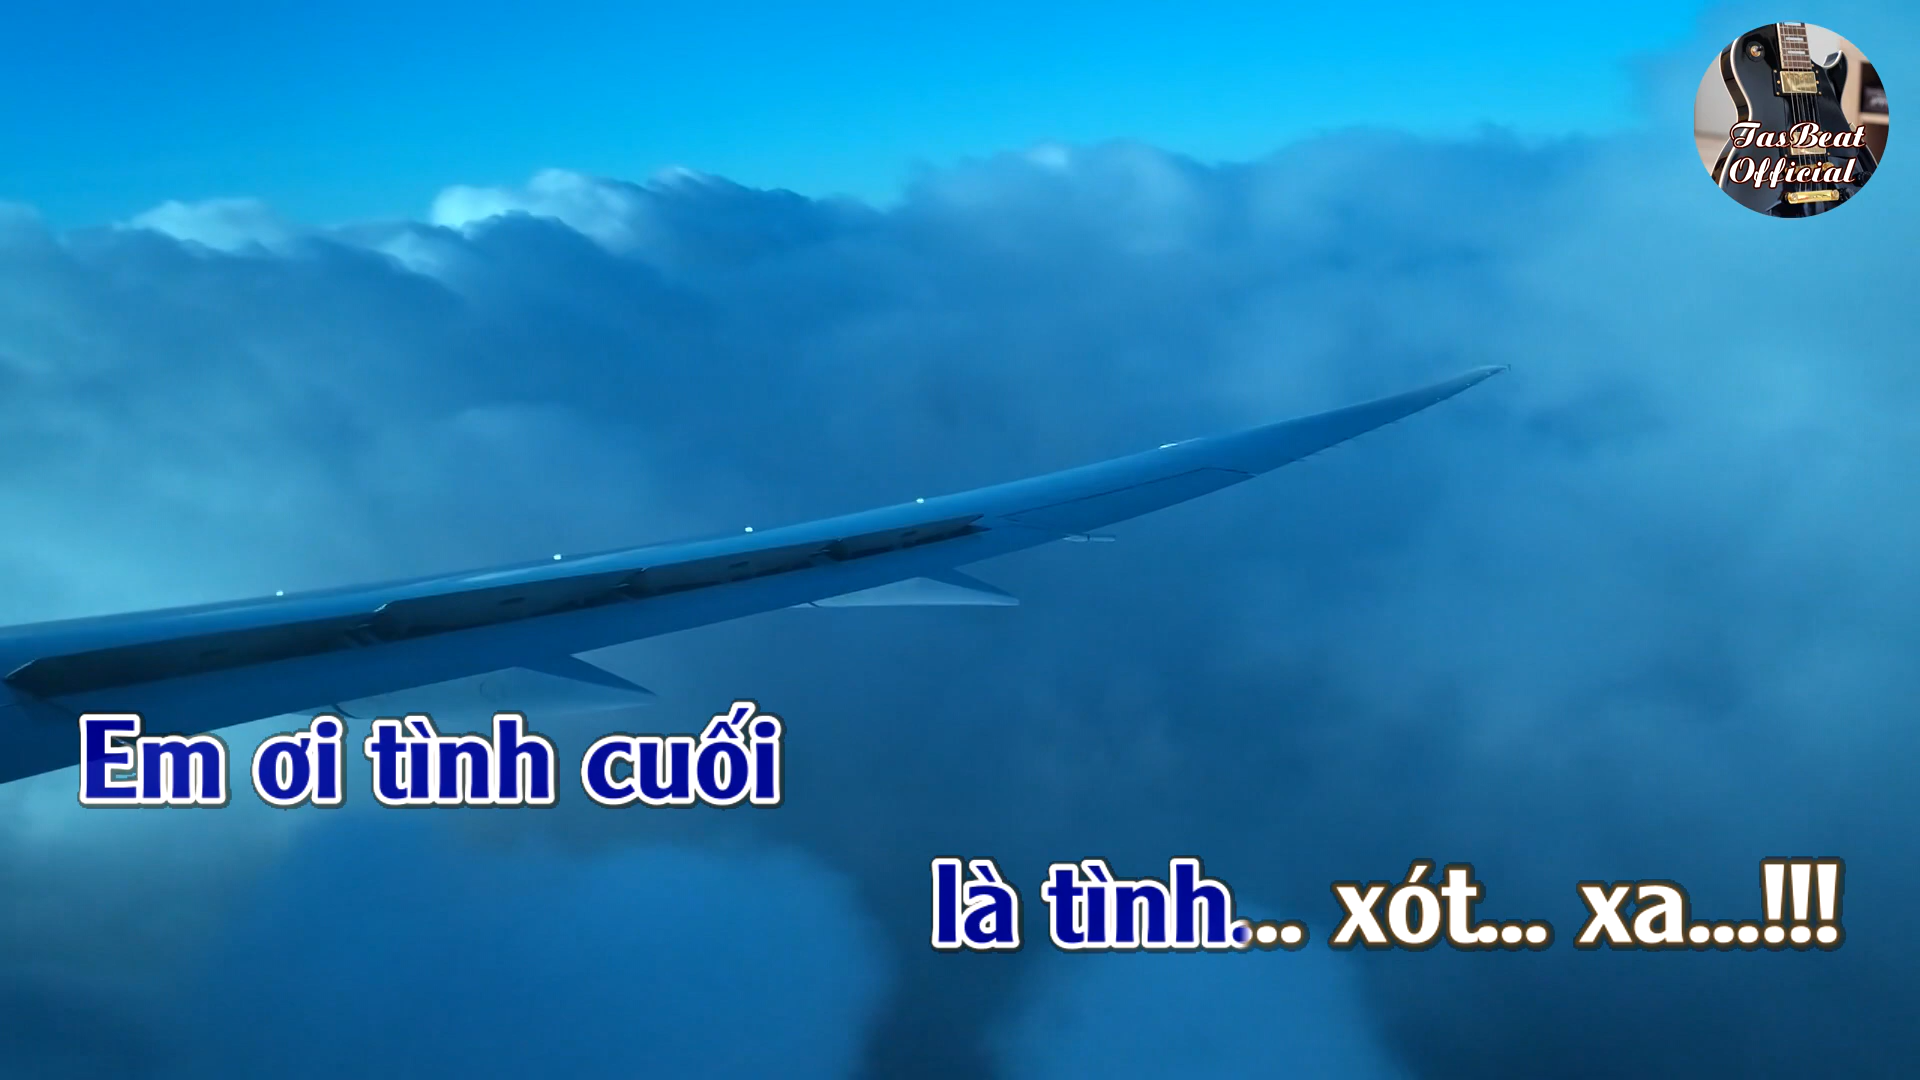 TasBeat
Official
Em ơi tình cuối
là tình... xót... xa...!!!